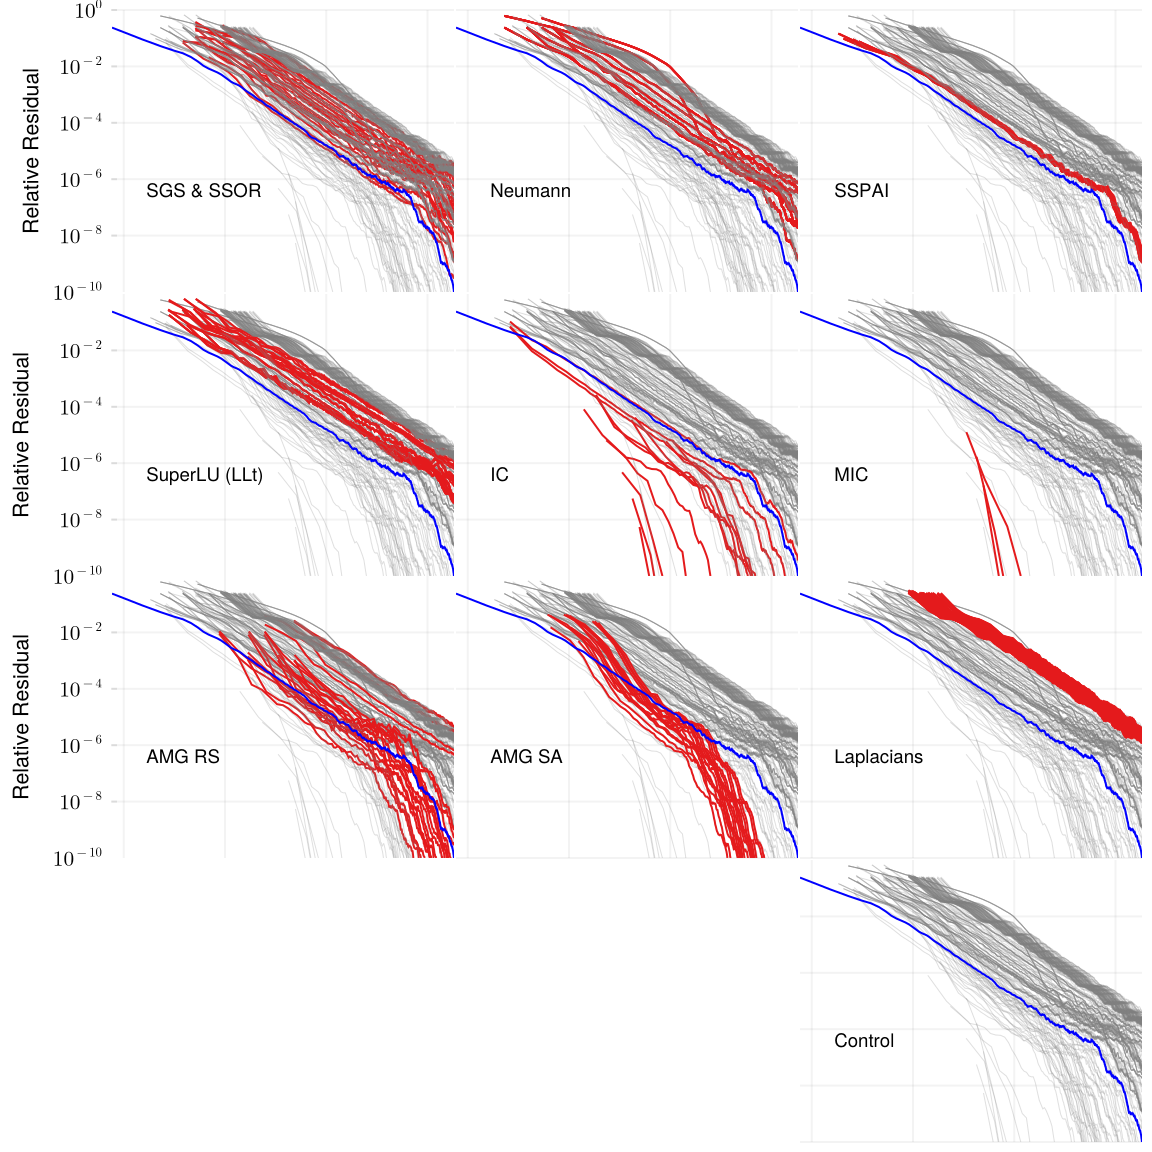 10⁰
10⁻²
10⁻⁴
10⁻⁶
10⁻⁸
10⁻¹⁰
Relative Residual
SGS & SSOR
Neumann
SSPAI
10⁻²
10⁻⁴
10⁻⁶
10⁻⁸
10⁻¹⁰
Relative Residual
SuperLU (LLt)
IC
MIC
10⁻²
10⁻⁴
10⁻⁶
10⁻⁸
10⁻¹⁰
Relative Residual
AMG RS
AMG SA
Laplacians
Control